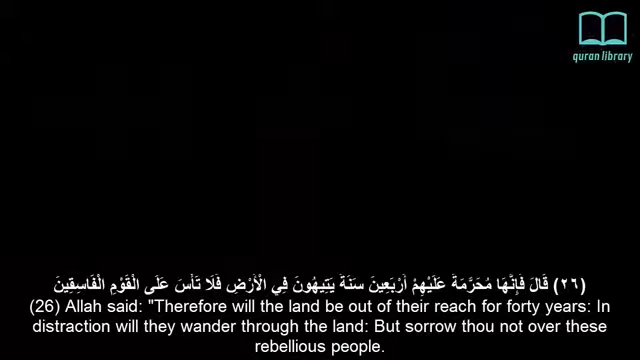 quran library
(٢٦) قَالَ فَإِنَّهَا مُحَرَّمَةٌ عَلَيْهِمْ أَرْبَعِينَ سَنَةً يَتِيهُونَ فِي الْأَرْضِ فَلَا تَأْسَ عَلَى الْقَوْمِ الْفَاسِقِينَ
(26) Allah said: "Therefore will the land be out of their reach for forty years: In
distraction will they wander through the land: But sorrow thou not over these
rebellious people.